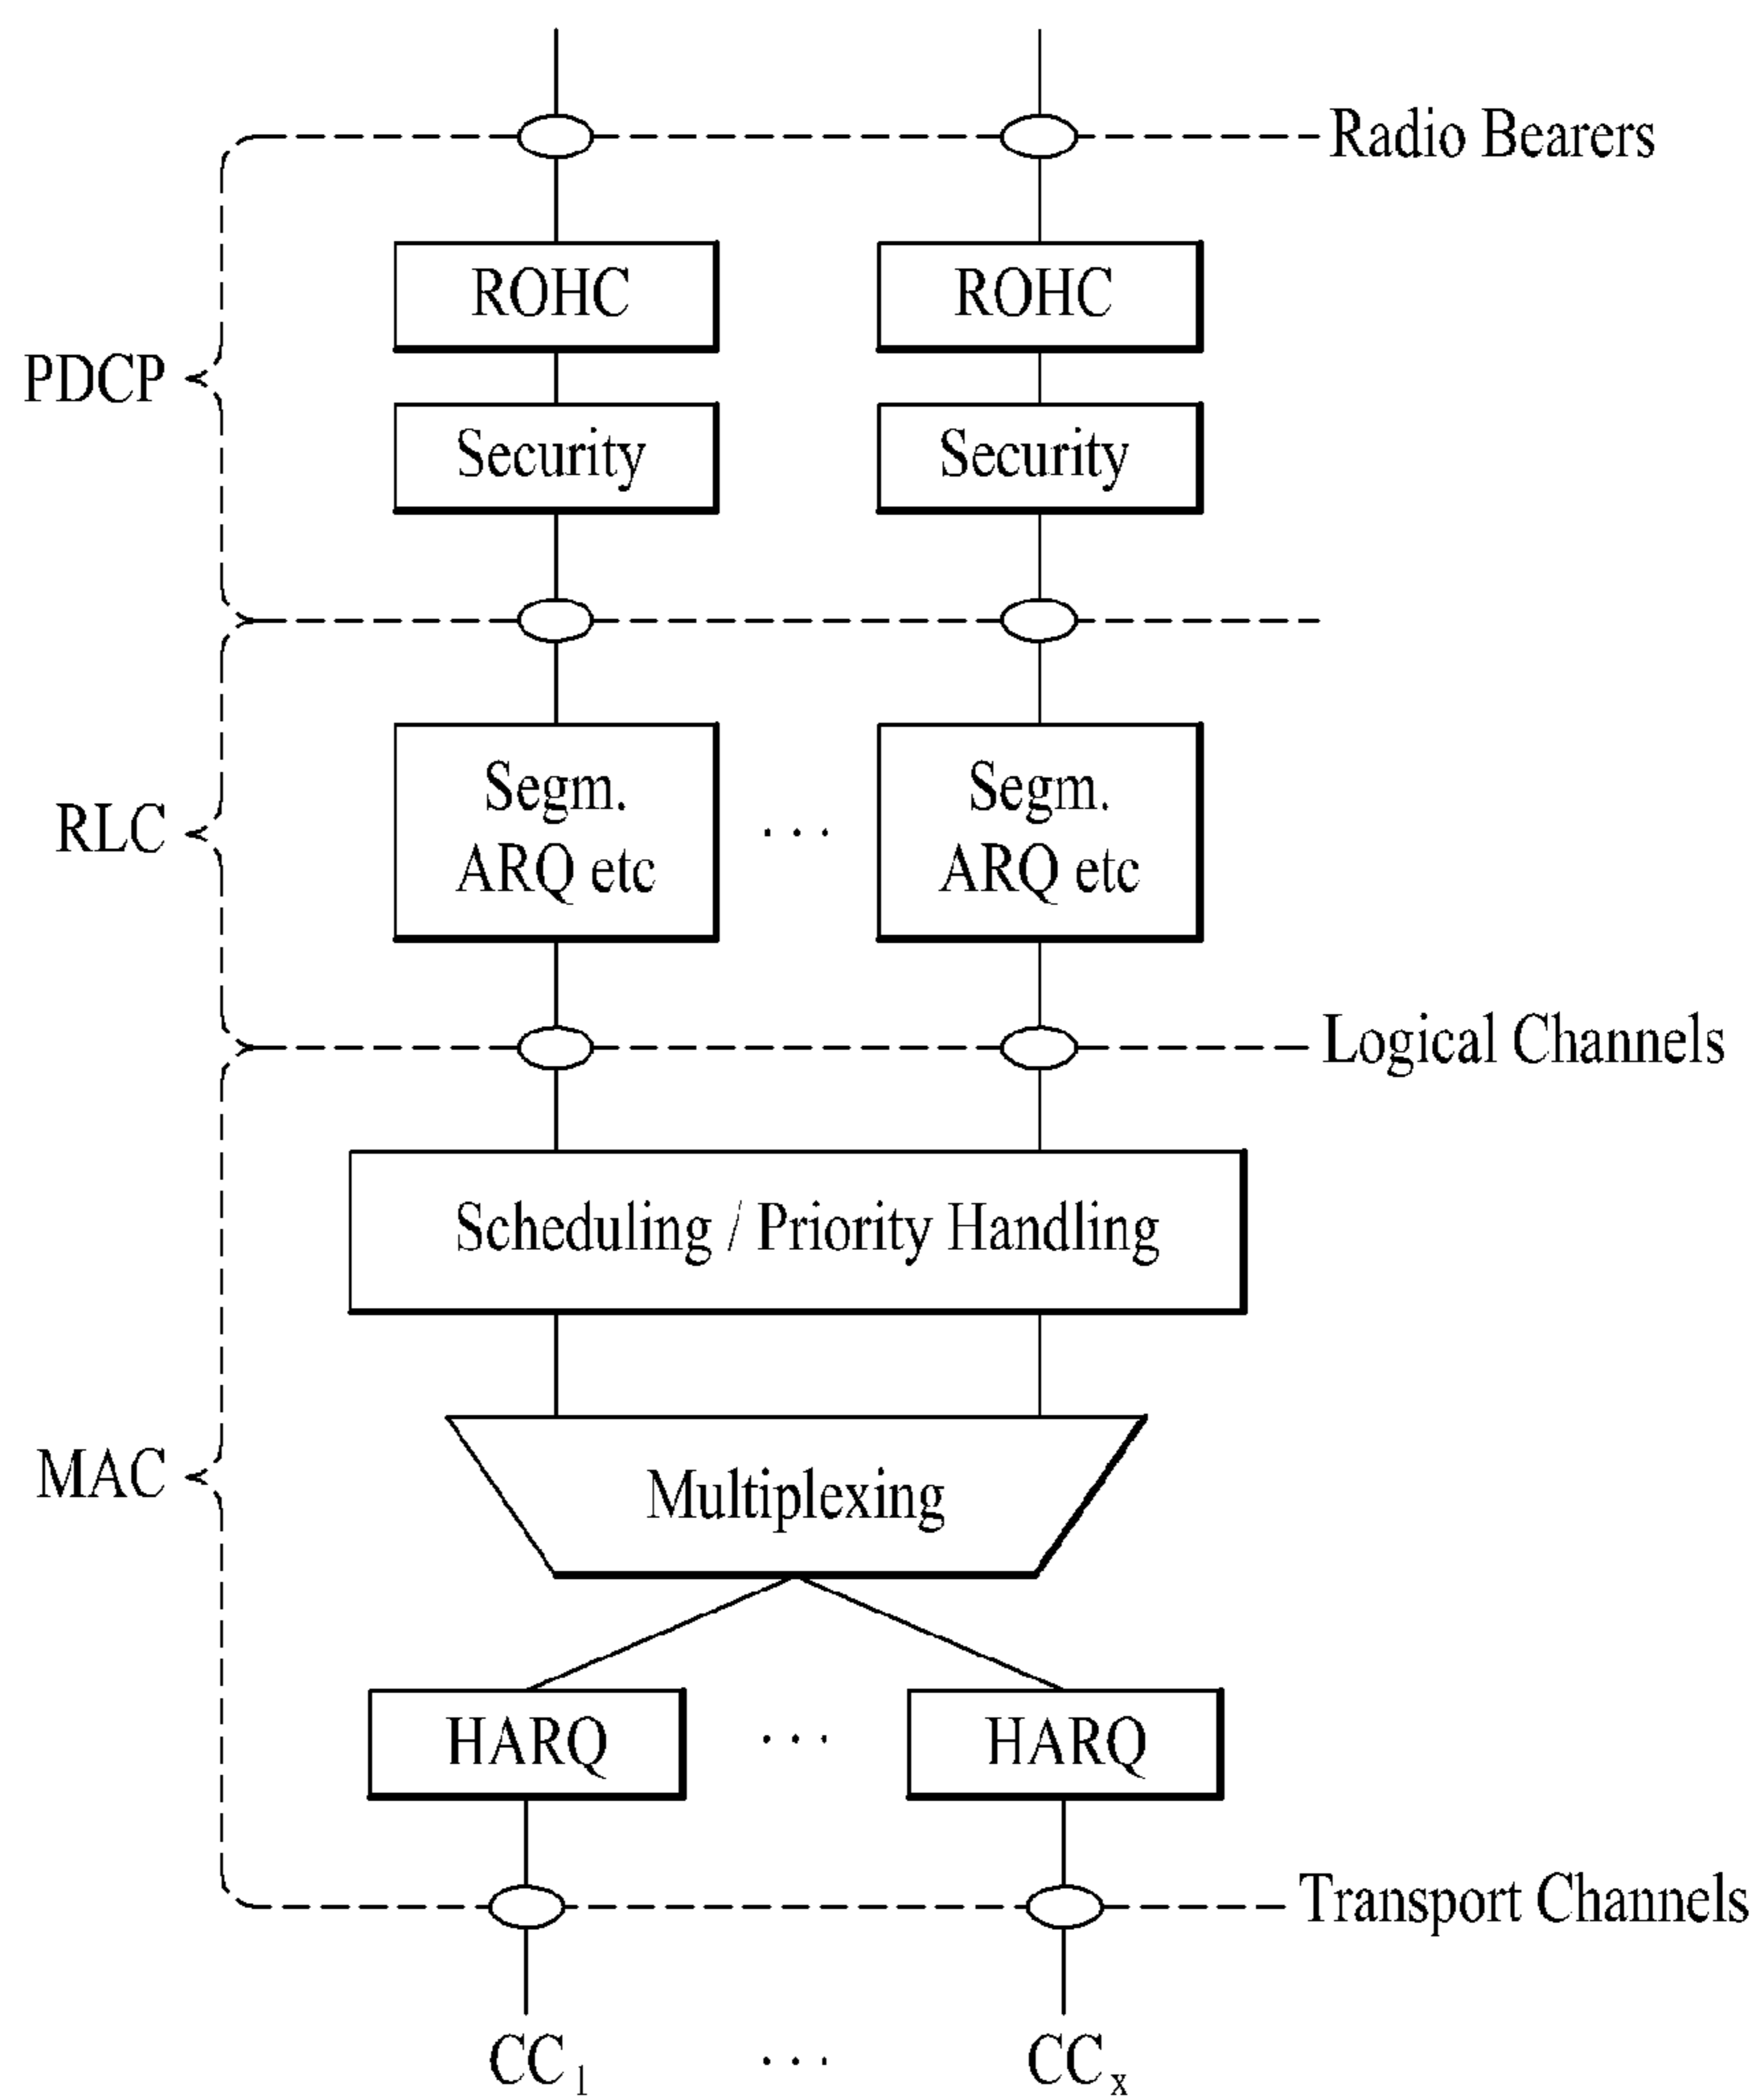 Radio Bearers
ROHC
ROHC
PDCP
Security
Security
Segm.
ARQ etc
RLC
...
Segm.
ARQ etc
Logical Channels
Scheduling / Priority Handling
MAC
Multiplexing
HARQ
...
HARQ
Transport Channels
CC1
...
CCx